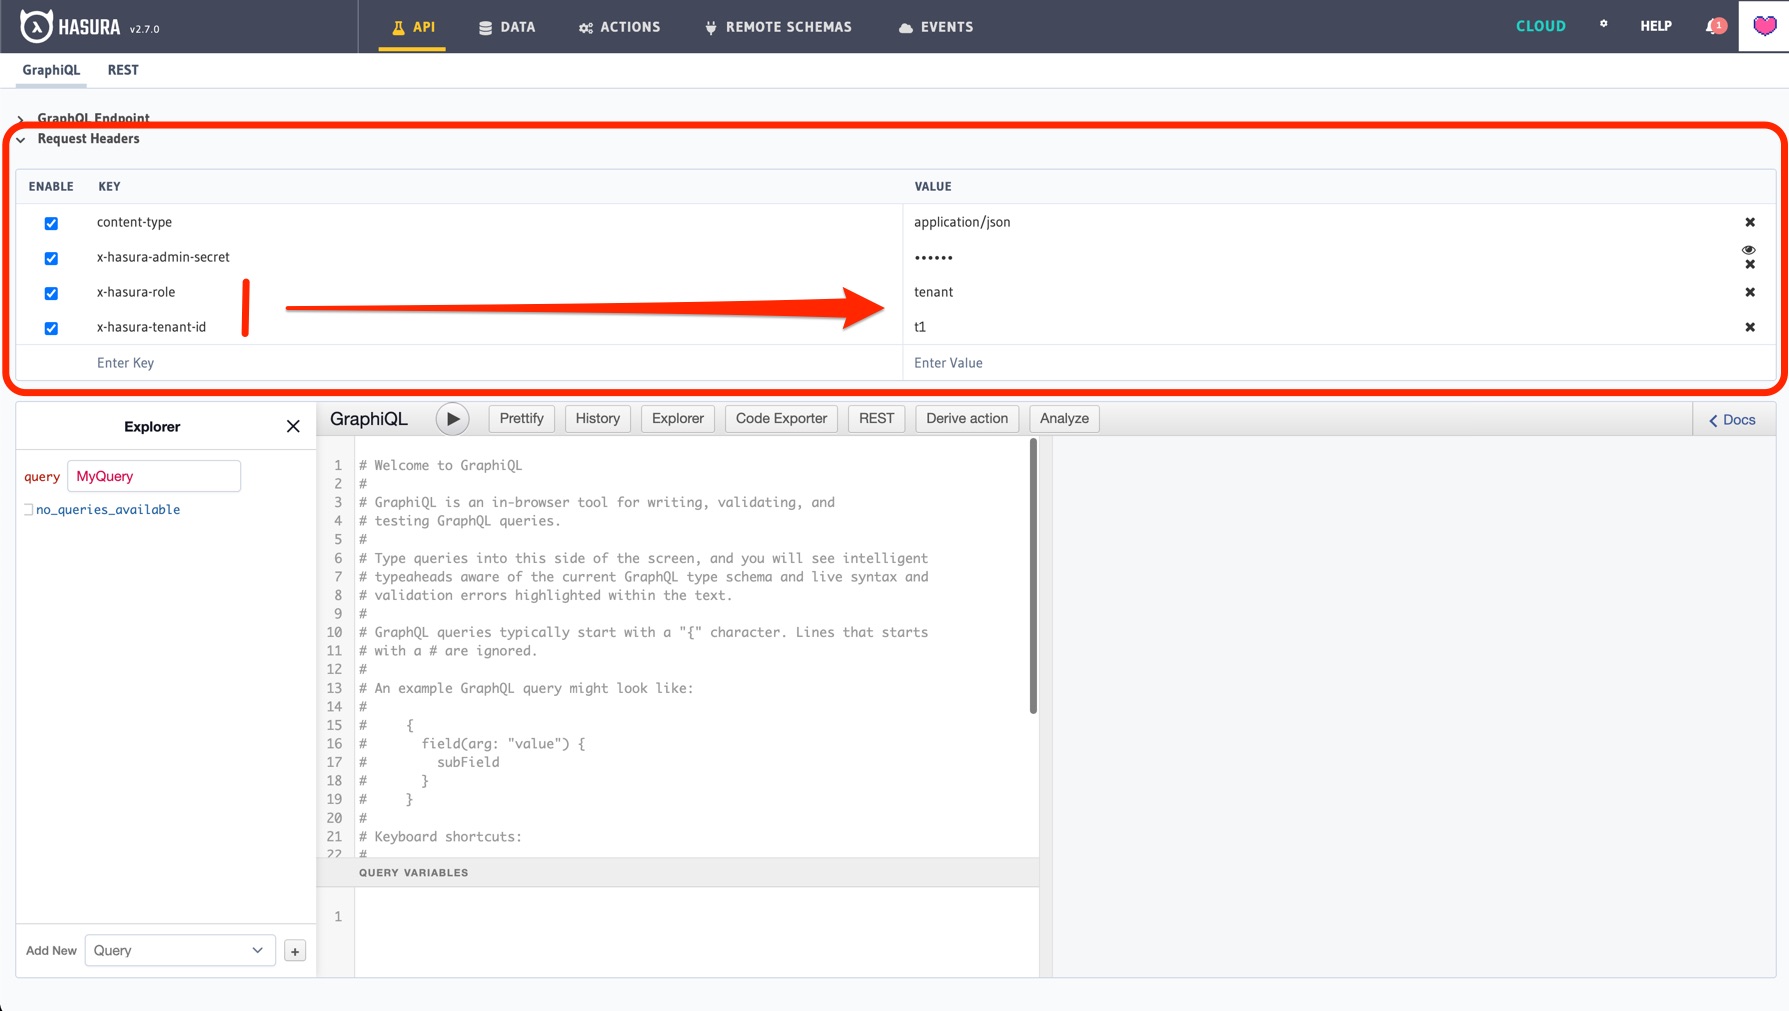 HASURA v2.7.0 API DATA ACTIONS REMOTE SCHEMAS EVENTS CLOUD HELP 1
GraphiQL REST
GraphQL Endpoint
Request Headers
ENABLE KEY VALUE
content-type application/json
x-hasura-admin-secret ••••••
x-hasura-role tenant
x-hasura-tenant-id t1
Enter Key Enter Value
Explorer
query MyQuery
no_queries_available
Add New Query +
GraphiQL Prettify History Explorer Code Exporter REST Derive action Analyze Docs
1 # Welcome to GraphiQL
2 #
3 # GraphiQL is an in-browser tool for writing, validating, and
4 # testing GraphQL queries.
5 #
6 # Type queries into this side of the screen, and you will see intelligent
7 # typeaheads aware of the current GraphQL type schema and live syntax and
8 # validation errors highlighted within the text.
9 #
10 # GraphQL queries typically start with a "{" character. Lines that starts
11 # with a # are ignored.
12 #
13 # An example GraphQL query might look like:
14 #
15 #     {
16 #       field(arg: "value") {
17 #         subField
18 #       }
19 #     }
20 #
21 # Keyboard shortcuts:
22 #
QUERY VARIABLES
1